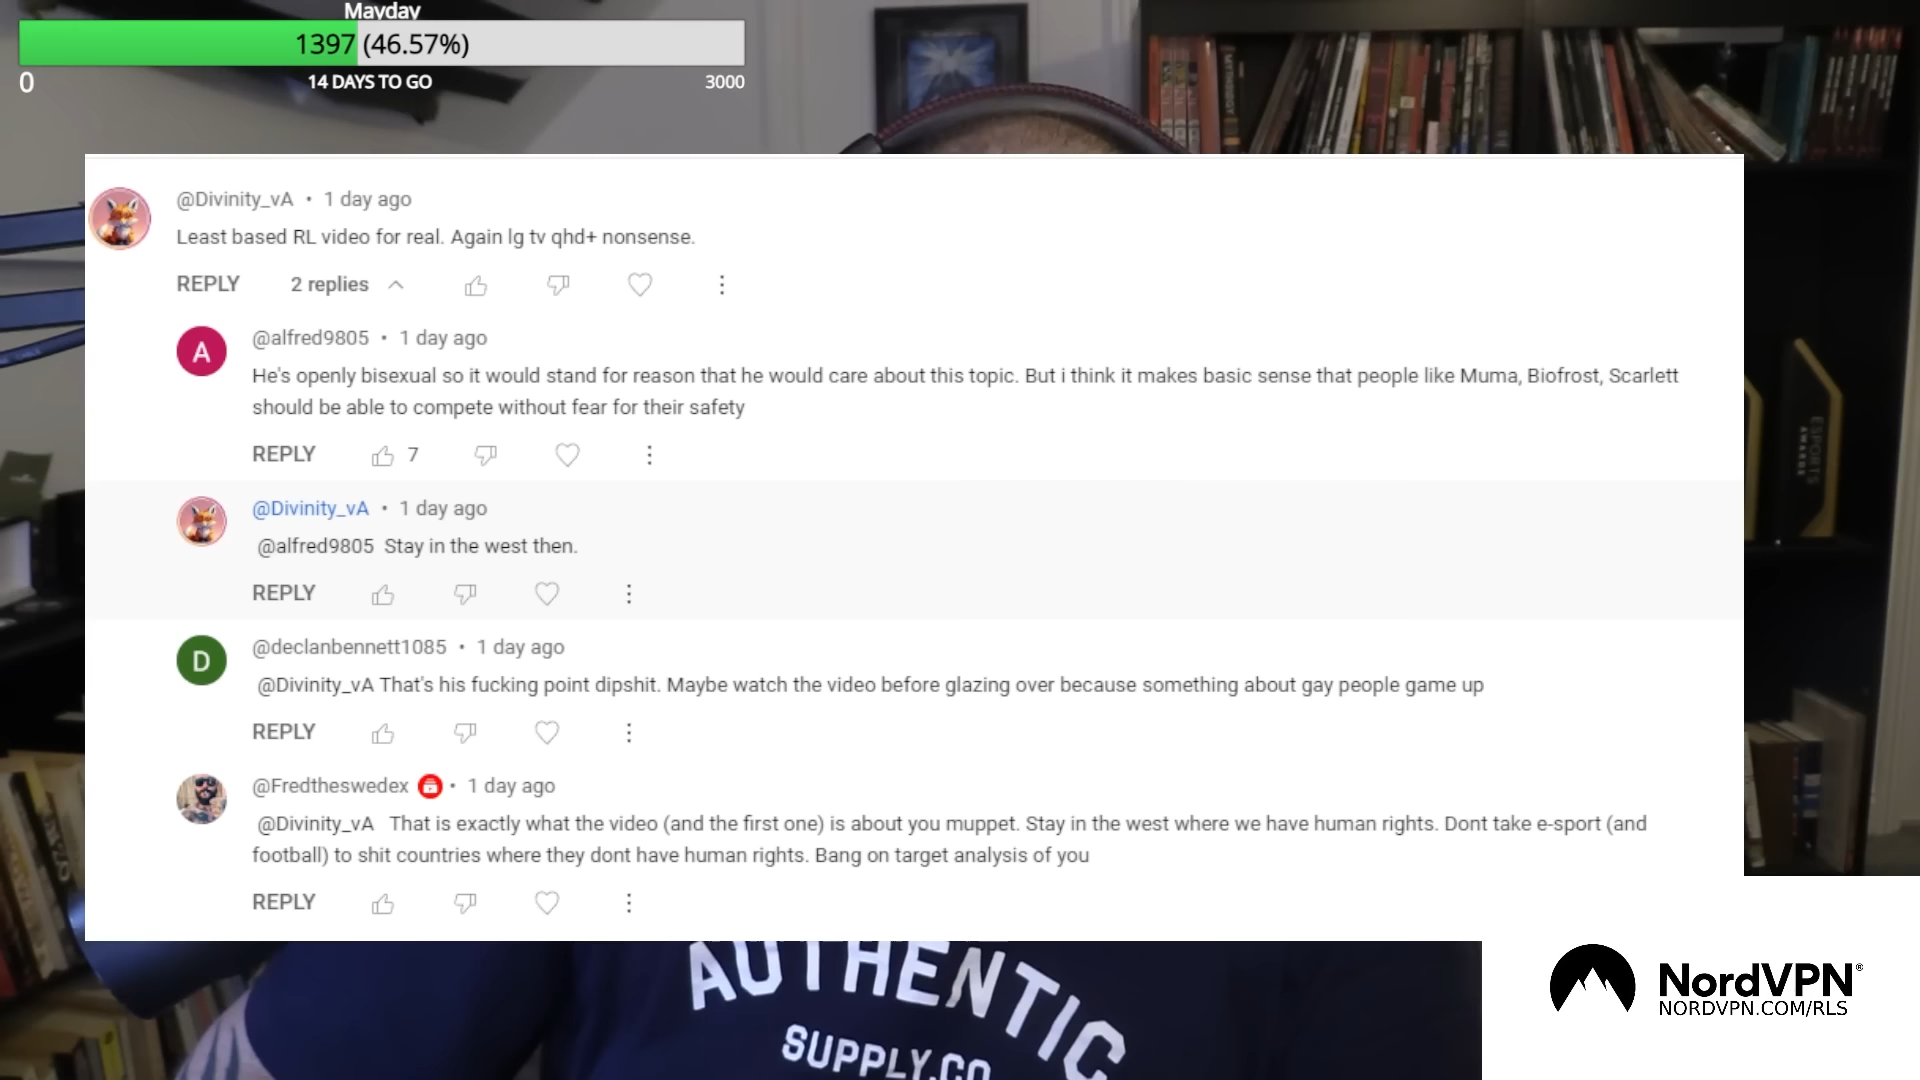 Mayday
1397 (46.57%)
0
14 DAYS TO GO
3000
@Divinity_vA • 1 day ago
Least based RL video for real. Again lg tv qhd+ nonsense.
REPLY 2 replies
A
@alfred9805 • 1 day ago
He's openly bisexual so it would stand for reason that he would care about this topic. But i think it makes basic sense that people like Muma, Biofrost, Scarlett
should be able to compete without fear for their safety
REPLY 7
@Divinity_vA • 1 day ago
@alfred9805 Stay in the west then.
REPLY
D
@declanbennett1085 • 1 day ago
@Divinity_vA That's his fucking point dipshit. Maybe watch the video before glazing over because something about gay people game up
REPLY
@Fredtheswedex • 1 day ago
@Divinity_vA That is exactly what the video (and the first one) is about you muppet. Stay in the west where we have human rights. Dont take e-sport (and
football) to shit countries where they dont have human rights. Bang on target analysis of you
REPLY
ESPORTS
AWARDS
AUTHENTIC
SUPPLY.CO
NordVPN®
NORDVPN.COM/RLS